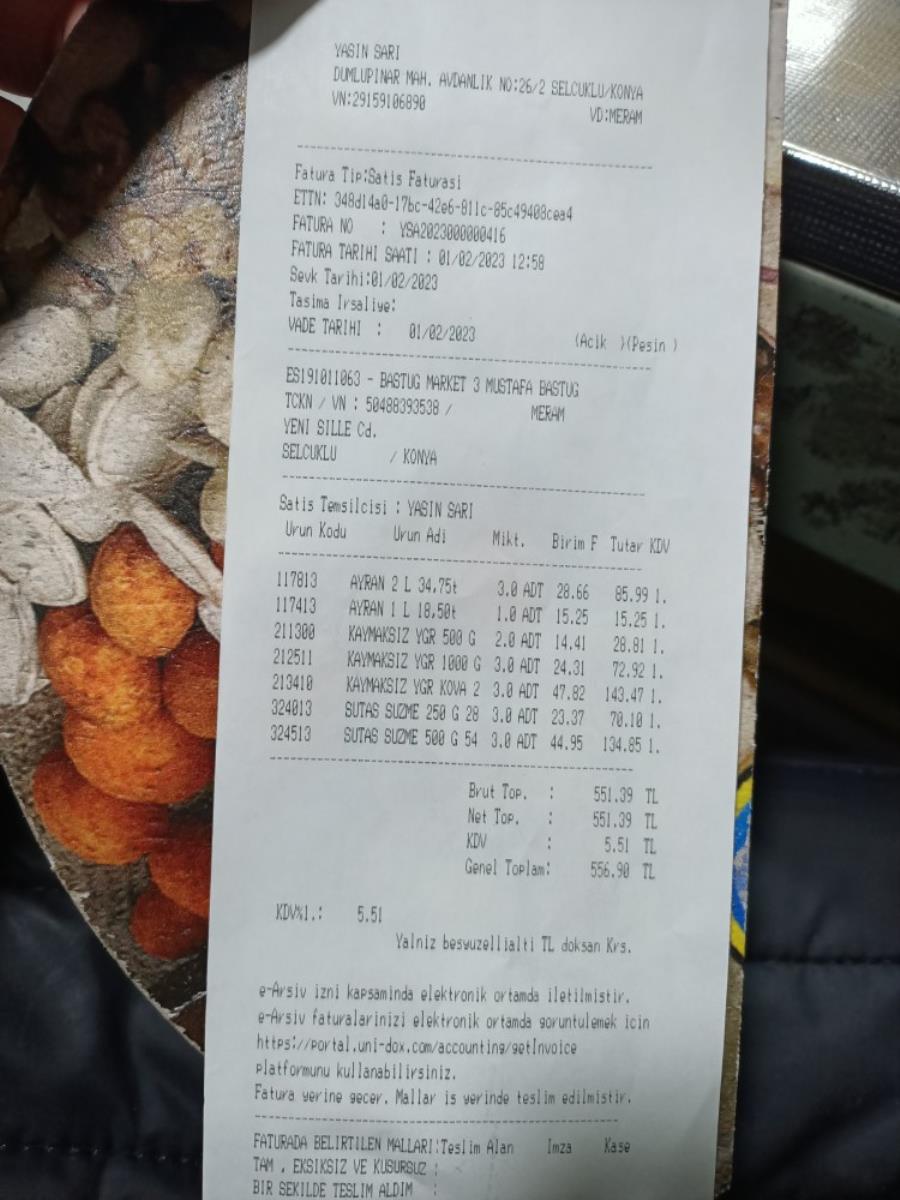 YASIN SARI
DUMLUPINAR MAH. AVDANLIK NO:26/2 SELCUKLU/KONYA
VN:29159106890 VD:MERAM
Fatura Tip:Satis Faturasi
ETTN: 348d14a0-17bc-42e6-811c-85c49408cea4
FATURA NO : YSA2023000000416
FATURA TARIHI SAATI : 01/02/2023 12:58
Sevk Tarihi:01/02/2023
Tasima Irsaliye:
VADE TARIHI : 01/02/2023 (Acik )(Pesin )
ES191011063 - BASTUG MARKET 3 MUSTAFA BASTUG
TCKN / VN : 50488393538 / MERAM
YENI SILLE Cd.
SELCUKLU / KONYA
Satis Temsilcisi : YASIN SARI
Urun Kodu Urun Adi Mikt. Birim F Tutar KDV
117813 AYRAN 2 L 34,75t 3.0 ADT 28.66 85.99 1.
117413 AYRAN 1 L 18,50t 1.0 ADT 15.25 15.25 1.
211300 KAYMAKSIZ YGR 500 G 2.0 ADT 14.41 28.81 1.
212511 KAYMAKSIZ YGR 1000 G 3.0 ADT 24.31 72.92 1.
213410 KAYMAKSIZ YGR KOVA 2 3.0 ADT 47.82 143.47 1.
324013 SUTAS SUZME 250 G 28 3.0 ADT 23.37 70.10 1.
324513 SUTAS SUZME 500 G 54 3.0 ADT 44.95 134.85 1.
Brut Top. : 551.39 TL
Net Top. : 551.39 TL
KDV : 5.51 TL
Genel Toplam: 556.90 TL
KDV%1.: 5.51
Yalniz besyuzellialti TL doksan Krs.
e-Arsiv izni kapsaminda elektronik ortamda iletilmistir.
e-Arsiv faturalarinizi elektronik ortamda goruntulemek icin
https://portal.uni-dox.com/accounting/getInvoice
platformunu kullanabilirsiniz.
Fatura yerine gecer. Mallar is yerinde teslim edilmistir.
FATURADA BELIRTILEN MALLARI:Teslim Alan Imza Kase
TAM , EKSIKSIZ VE KUSURSUZ :
BIR SEKILDE TESLIM ALDIM :